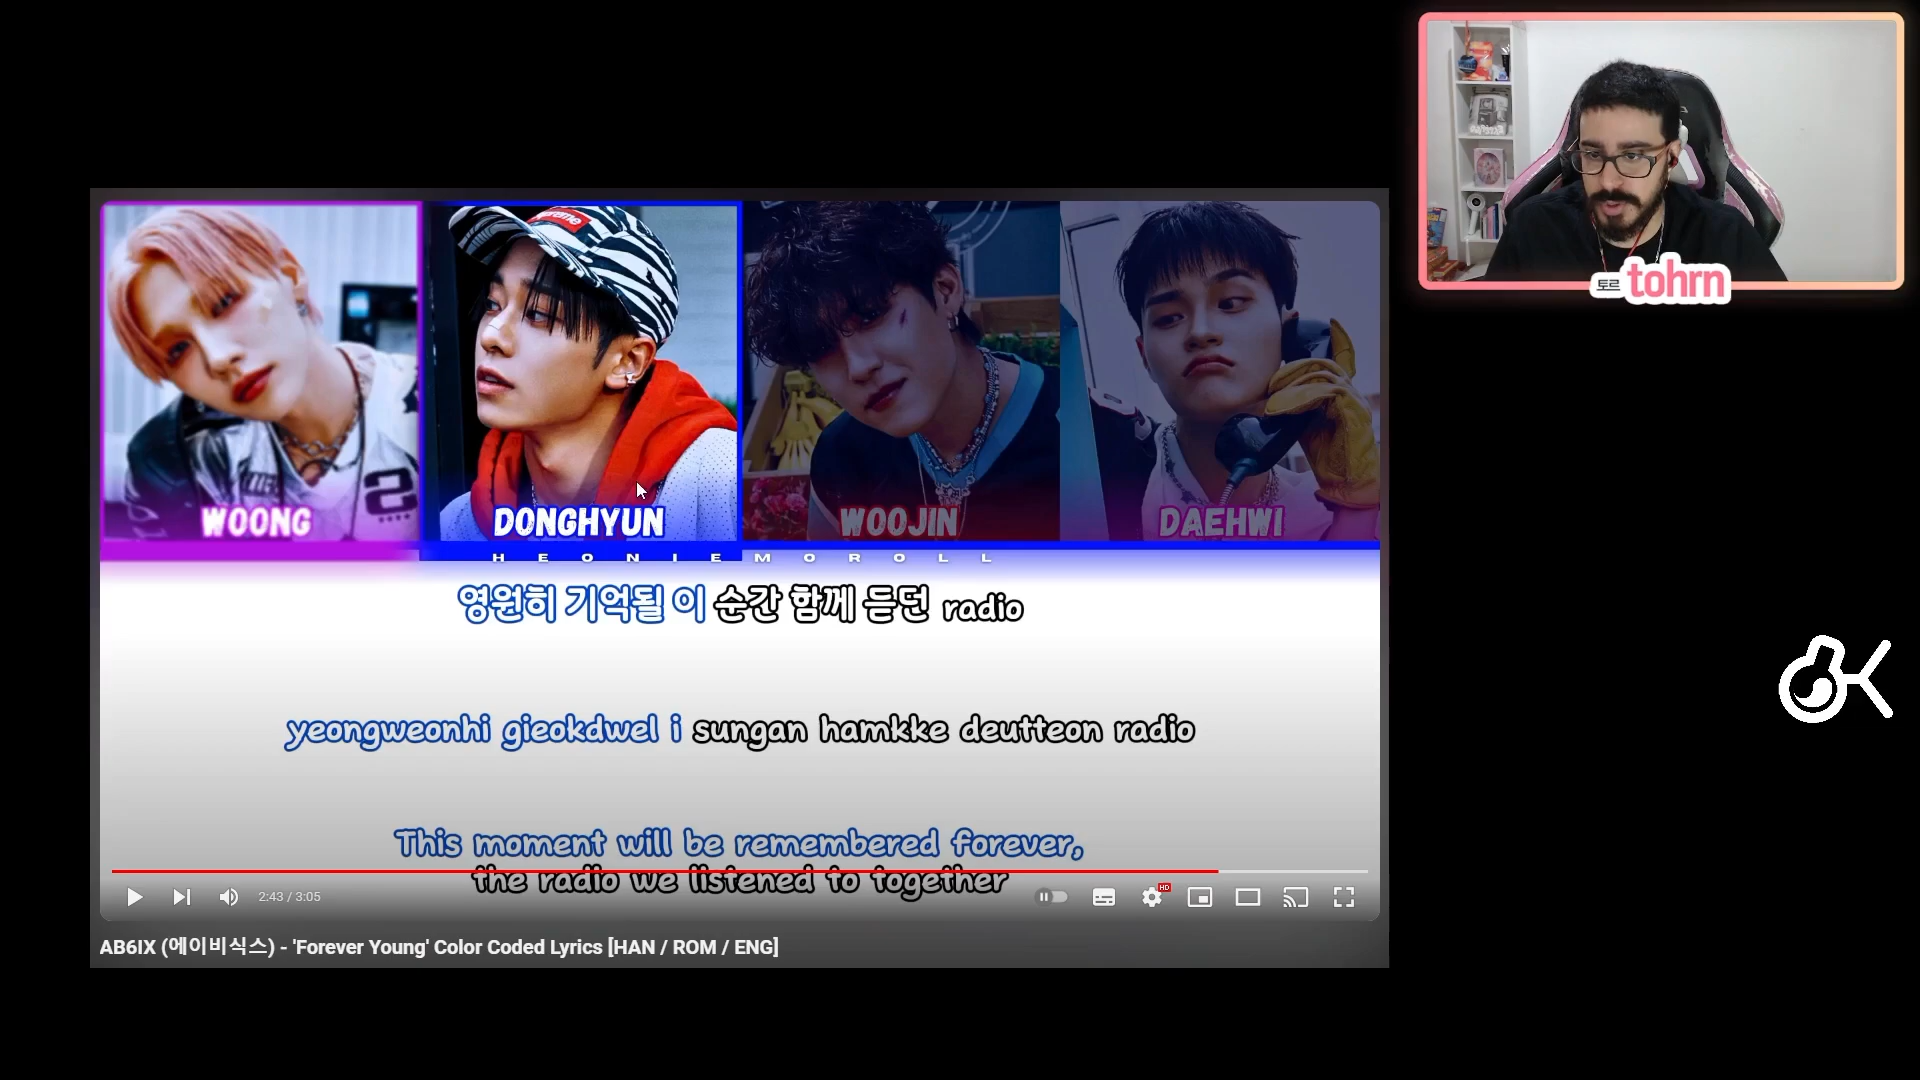 Supreme
WOONG
DONGHYUN
WOOJIN
DAEHWI
HEONIEMOROLL
영원히 기억될 이 순간 함께 듣던 radio
yeongweonhi gieokdwel i sungan hamkke deutteon radio
This moment will be remembered forever,
the radio we listened to together
2:43 / 3:05
HD
AB6IX (에이비식스) - 'Forever Young' Color Coded Lyrics [HAN / ROM / ENG]
토르 tohrn